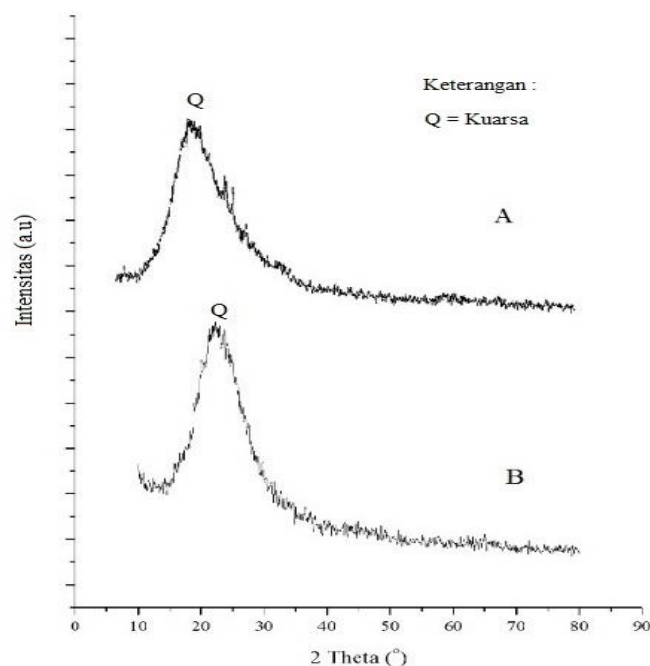 Q
Keterangan :
Q = Kuarsa
A
Intensitas (a.u)
Q
B
0 10 20 30 40 50 60 70 80 90
2 Theta (°)